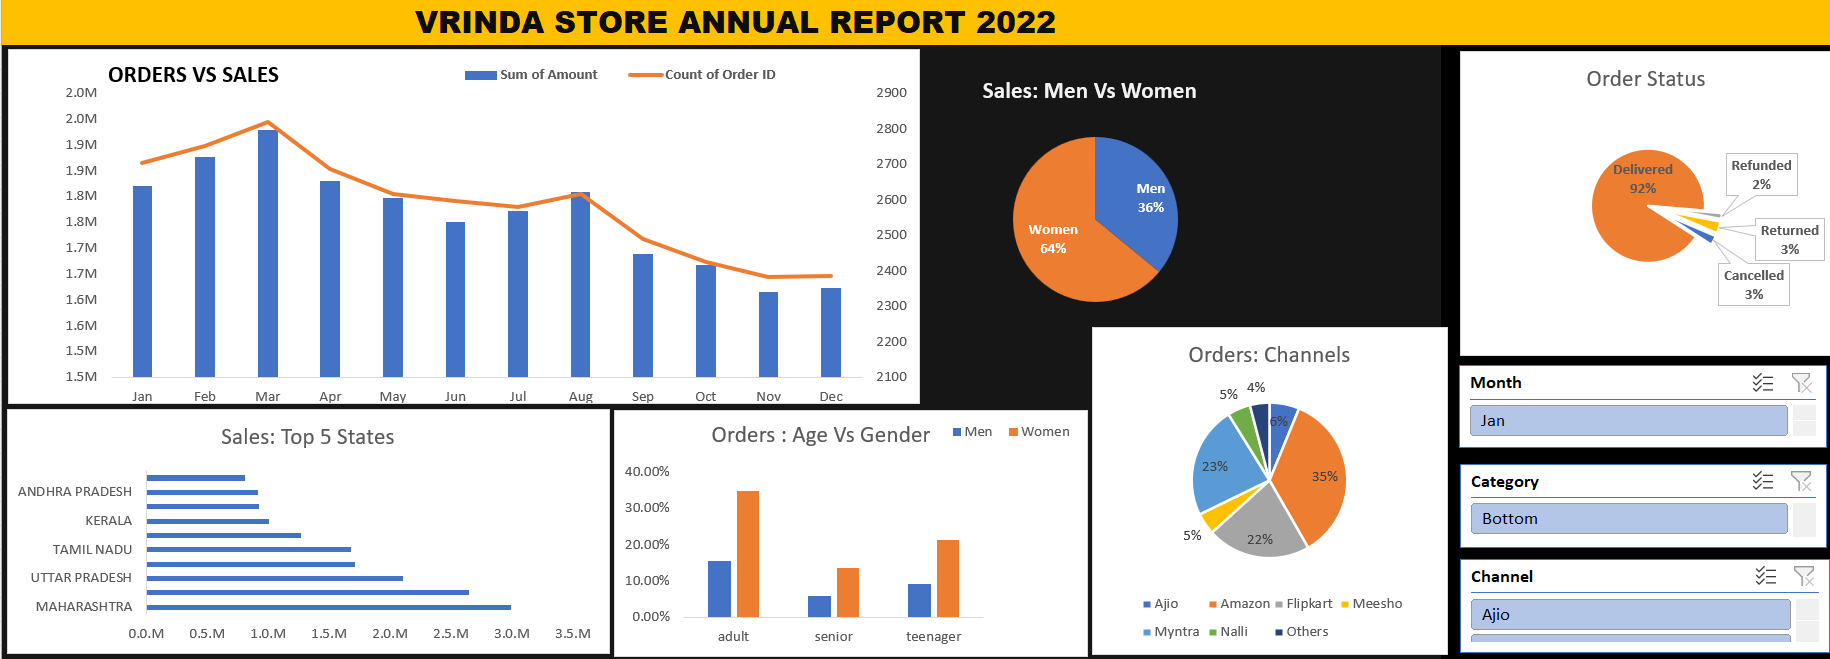 VRINDA STORE ANNUAL REPORT 2022
ORDERS VS SALES
Sum of Amount
Count of Order ID
2.0M
2.0M
1.9M
1.9M
1.8M
1.8M
1.7M
1.7M
1.6M
1.6M
1.5M
1.5M
2900
2800
2700
2600
2500
2400
2300
2200
2100
Jan Feb Mar Apr May Jun Jul Aug Sep Oct Nov Dec
Sales: Men Vs Women
Men
36%
Women
64%
Order Status
Delivered
92%
Refunded
2%
Returned
3%
Cancelled
3%
Sales: Top 5 States
ANDHRA PRADESH
KERALA
TAMIL NADU
UTTAR PRADESH
MAHARASHTRA
0.0.M 0.5.M 1.0.M 1.5.M 2.0.M 2.5.M 3.0.M 3.5.M
Orders : Age Vs Gender
Men Women
40.00%
30.00%
20.00%
10.00%
0.00%
adult senior teenager
Orders: Channels
4%
5%
6%
23%
35%
5%
22%
Ajio Amazon Flipkart Meesho
Myntra Nalli Others
Month
Jan
Category
Bottom
Channel
Ajio